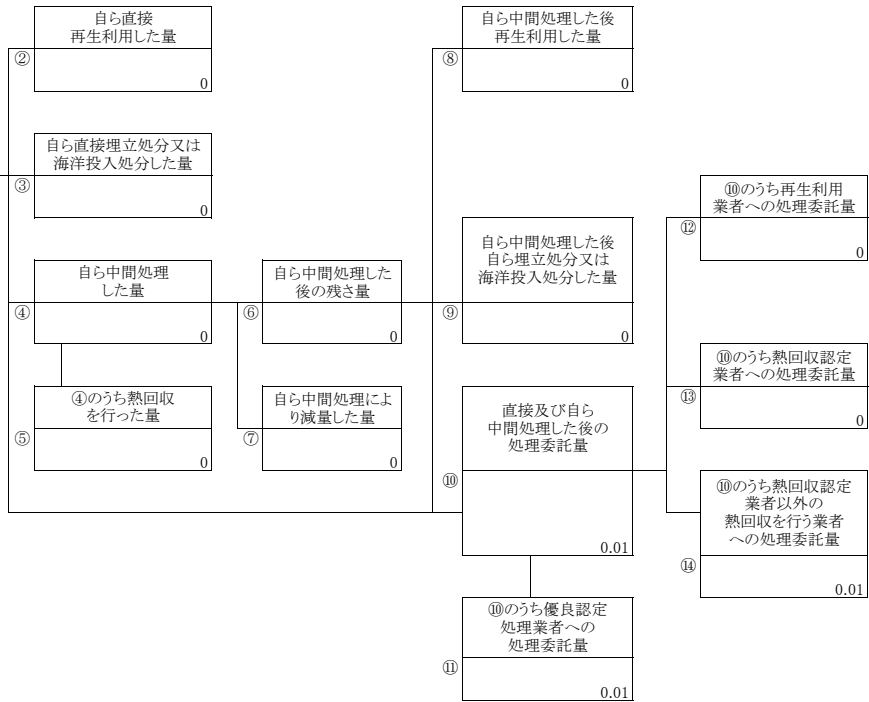 自ら直接
再生利用した量
②
0
自ら直接埋立処分又は
海洋投入処分した量
③
0
自ら中間処理
した量
④
0
④のうち熱回収
を行った量
⑤
0
自ら中間処理した
後の残さ量
⑥
0
自ら中間処理によ
り減量した量
⑦
0
自ら中間処理した後
再生利用した量
⑧
0
自ら中間処理した後
自ら埋立処分又は
海洋投入処分した量
⑨
0
直接及び自ら
中間処理した後の
処理委託量
⑩
0.01
⑩のうち優良認定
処理業者への
処理委託量
⑪
0.01
⑩のうち再生利用
業者への処理委託量
⑫
0
⑩のうち熱回収認定
業者への処理委託量
⑬
0
⑩のうち熱回収認定
業者以外の
熱回収を行う業者
への処理委託量
⑭
0.01